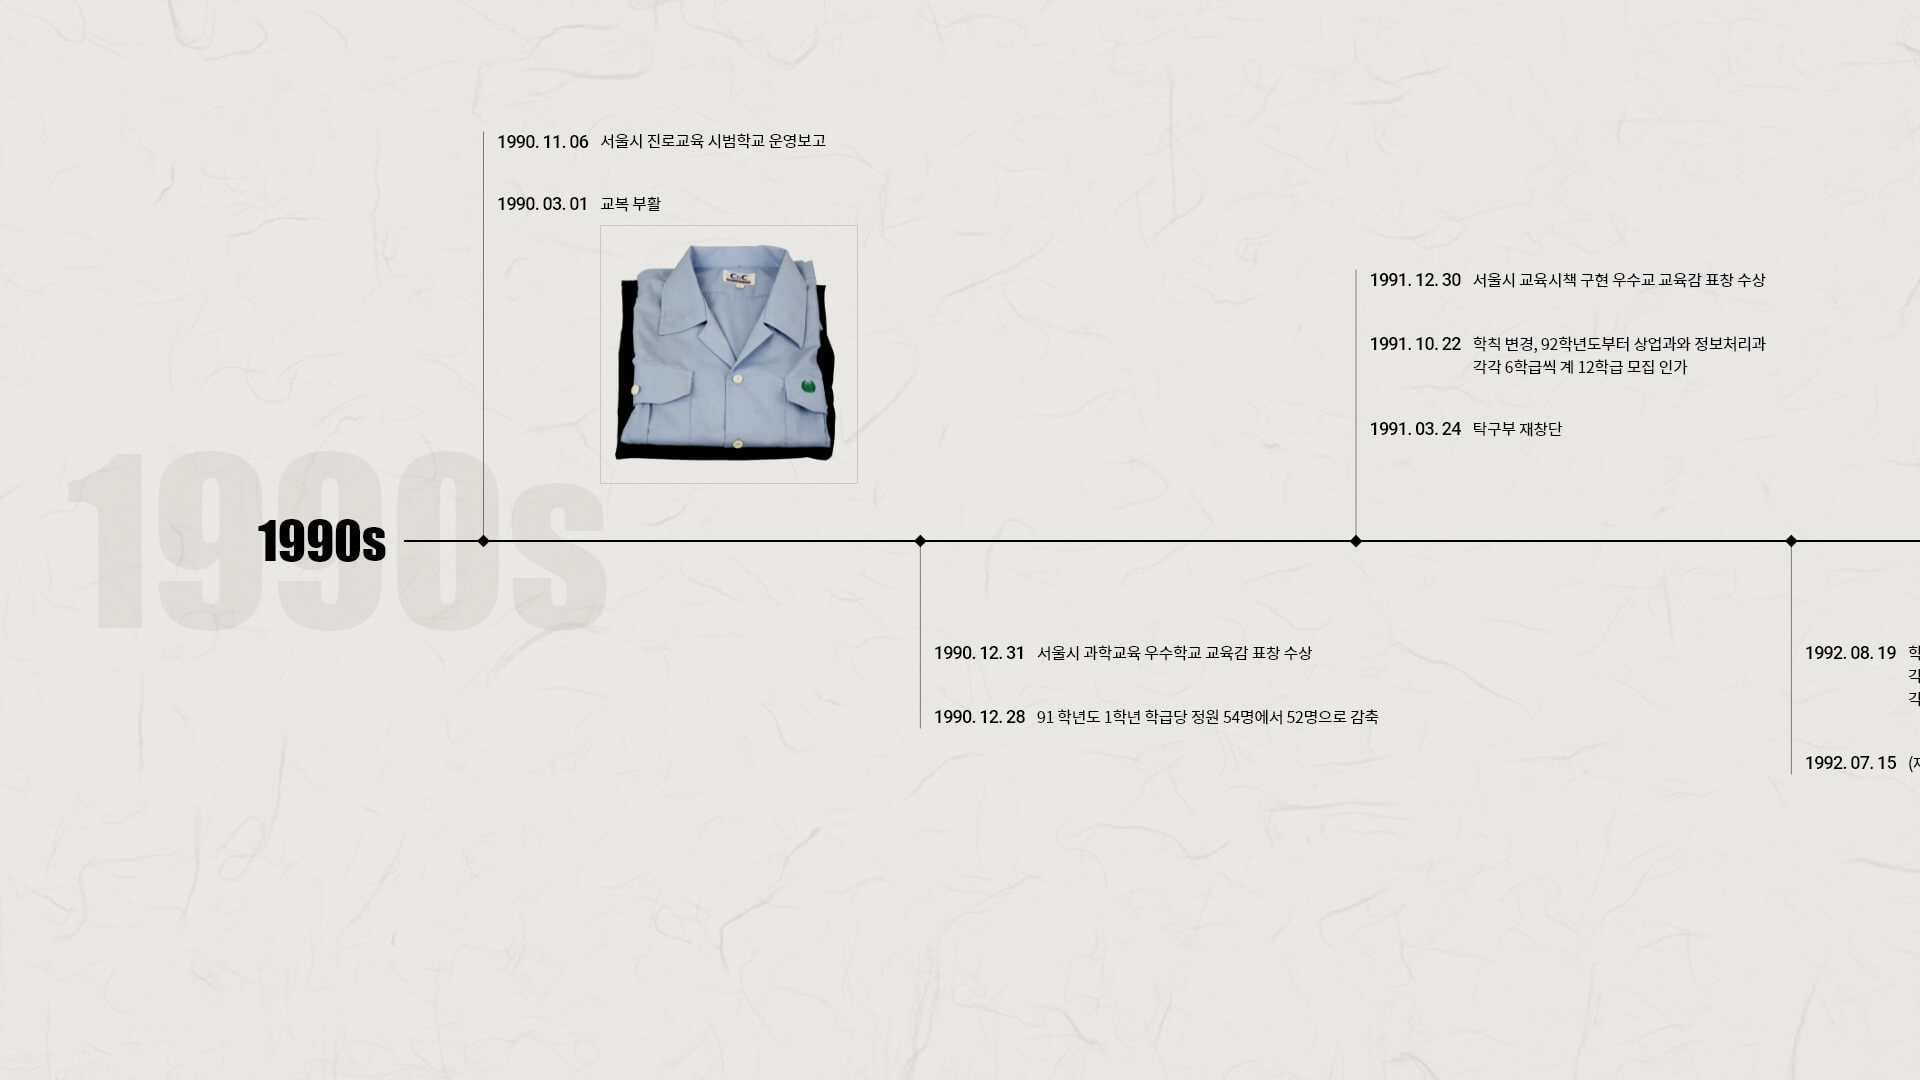 1990. 11. 06 서울시 진로교육 시범학교 운영보고
1990. 03. 01 교복 부활
C&C
1991. 12. 30 서울시 교육시책 구현 우수교 교육감 표창 수상
1991. 10. 22 학칙 변경, 92학년도부터 상업과와 정보처리과
각각 6학급씩 계 12학급 모집 인가
1991. 03. 24 탁구부 재창단
1990s
1990s
1990. 12. 31 서울시 과학교육 우수학교 교육감 표창 수상
1990. 12. 28 91 학년도 1학년 학급당 정원 54명에서 52명으로 감축
1992. 08. 19 학
각
각
1992. 07. 15